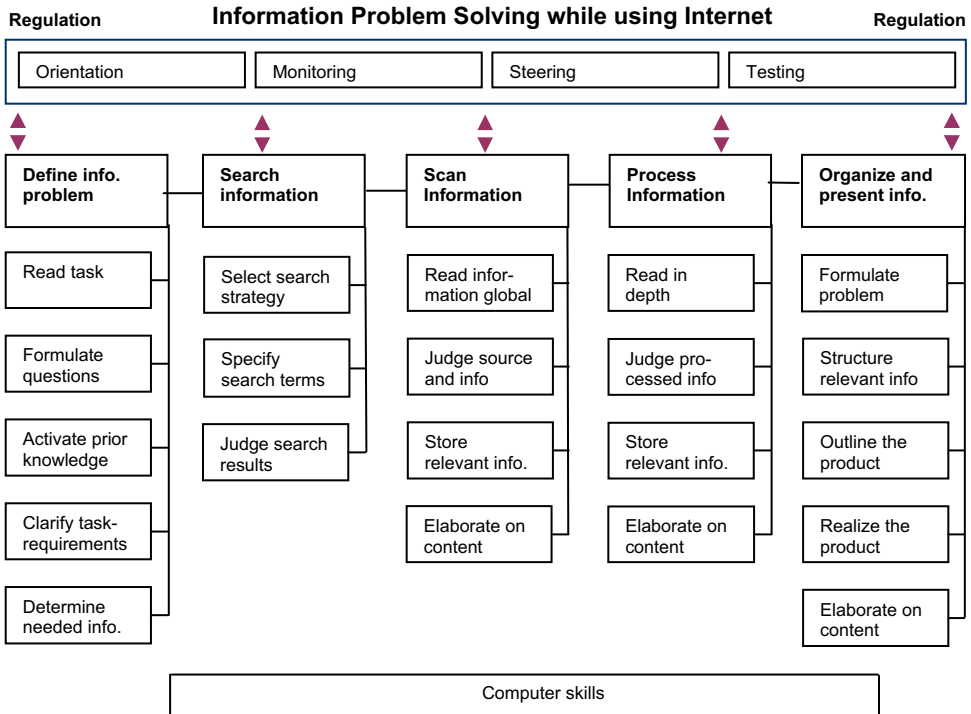 Regulation
Information Problem Solving while using Internet
Regulation
Orientation
Monitoring
Steering
Testing
Define info.
problem
Search
information
Scan
Information
Process
Information
Organize and
present info.
Read task
Formulate
questions
Activate prior
knowledge
Clarify task-
requirements
Determine
needed info.
Select search
strategy
Specify
search terms
Judge search
results
Read infor-
mation global
Judge source
and info
Store
relevant info.
Elaborate on
content
Read in
depth
Judge pro-
cessed info
Store
relevant info.
Elaborate on
content
Formulate
problem
Structure
relevant info
Outline the
product
Realize the
product
Elaborate on
content
Computer skills